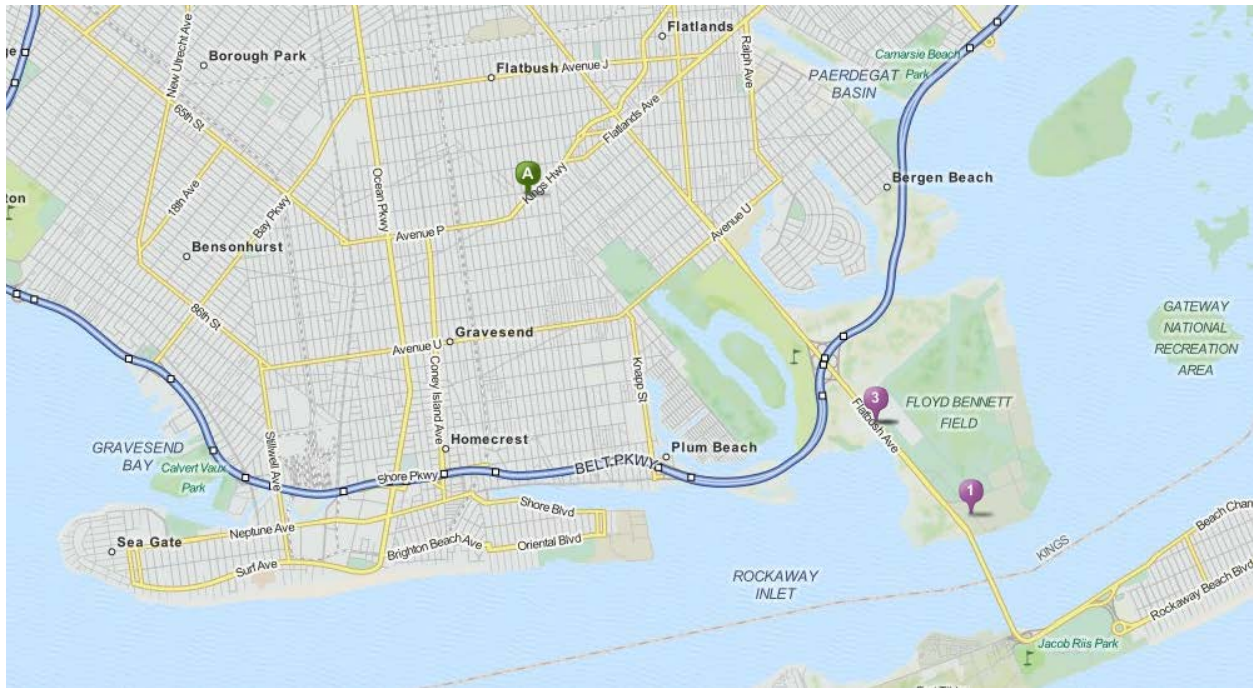 Flatlands
Borough Park
New Utrecht Ave
Flatbush
Avenue J
Ralph Ave
Canarsie Beach
Park
PAERDEGAT
BASIN
65th St
Flatlands Ave
A
Kings Hwy
Ocean Pkwy
18th Ave
Bay Pkwy
Bergen Beach
ton
Avenue P
Avenue U
Bensonhurst
86th St
Gravesend
Avenue U
Coney Island Ave
Knapp St
GATEWAY
NATIONAL
RECREATION
AREA
3
Flatbush Ave
FLOYD BENNETT
FIELD
Stillwell Ave
Homecrest
Plum Beach
GRAVESEND
BAY
Calvert Vaux
Park
Shore Pkwy
BELT PKWY
1
Shore Blvd
Neptune Ave
Brighton Beach Ave
Oriental Blvd
Sea Gate
Surf Ave
ROCKAWAY
INLET
KINGS
Beach Chan
Rockaway Beach Blvd
Jacob Riis Park